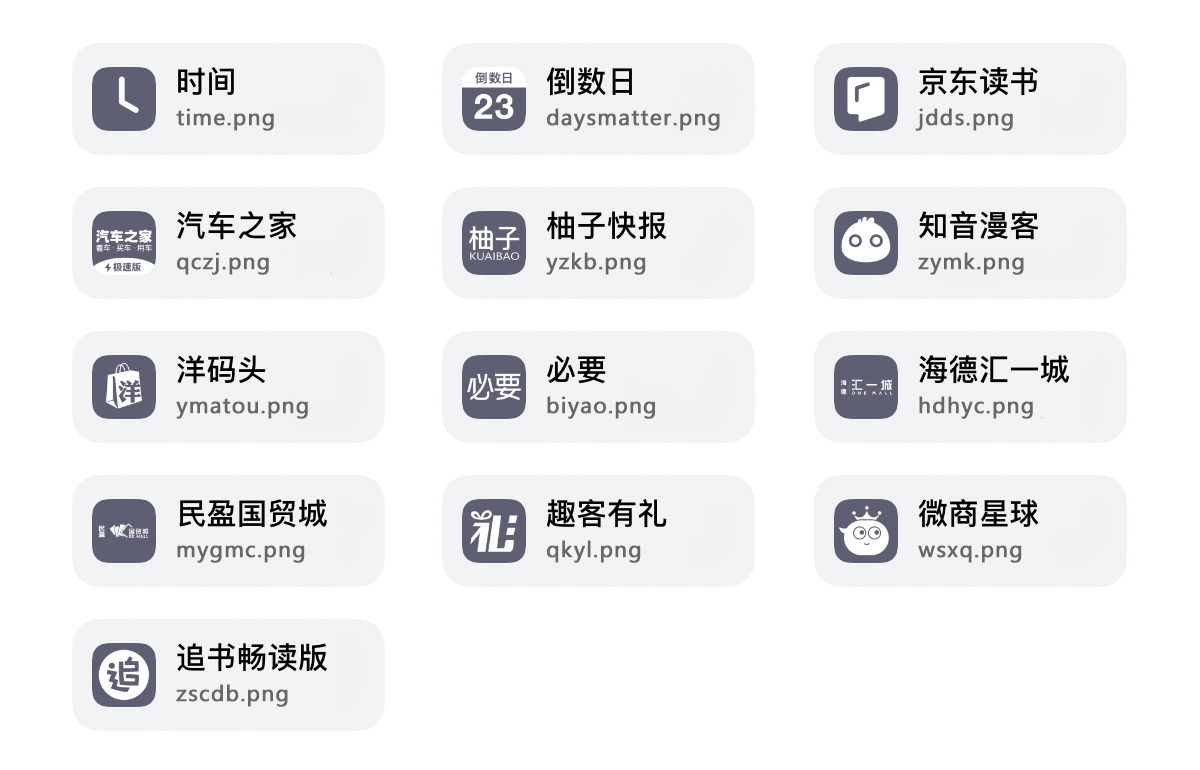 时间
time.png
倒数日
23
倒数日
daysmatter.png
京东读书
jdds.png
汽车之家
看车·买车·用车
极速版
汽车之家
qczj.png
柚子
KUAIBAO
柚子快报
yzkb.png
知音漫客
zymk.png
洋
洋码头
ymatou.png
必要
必要
biyao.png
海德
汇一城
ONE MALL
海德汇一城
hdhyc.png
民盈
国贸城
民盈国贸城
mygmc.png
礼
趣客有礼
qkyl.png
微商星球
wsxq.png
追
追书畅读版
zscdb.png